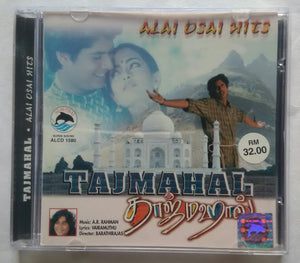 ALAI OSAI HITS
TAJMAHAL • ALAI OSAI HITS
ALCD 1080
RM
32.00
TAJMAHAL
தாஜ்மஹால்
Music: A.R. RAHMAN
Lyrics: VAIRAMUTHU
Director: BARATHIRAJAS